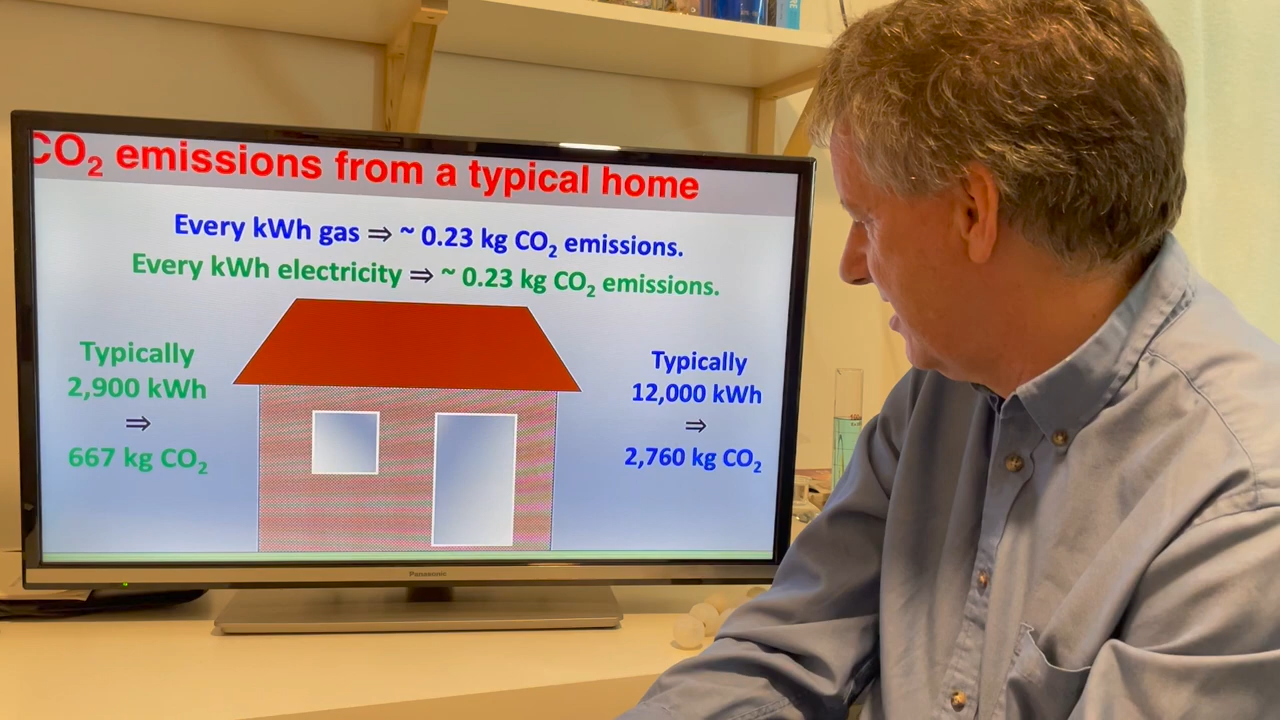 CO₂ emissions from a typical home
Every kWh gas ⇒ ~ 0.23 kg CO₂ emissions.
Every kWh electricity ⇒ ~ 0.23 kg CO₂ emissions.
Typically
2,900 kWh
⇒
667 kg CO₂
Typically
12,000 kWh
⇒
2,760 kg CO₂
Panasonic